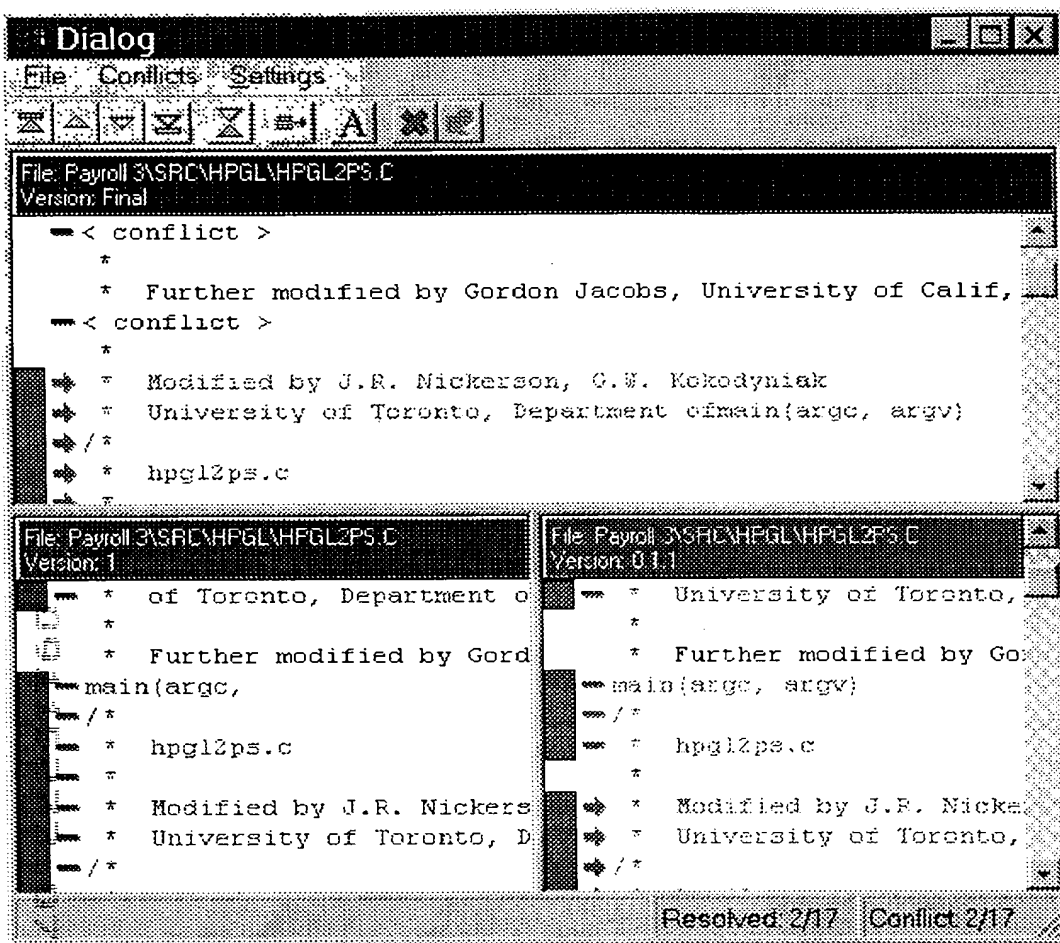 Dialog
File Conflicts Settings
A
File: Payroll 3\SRC\HPGL\HPGL2PS.C
Version: Final
< conflict >
*
* Further modified by Gordon Jacobs, University of Calif,
< conflict >
*
* Modified by J.R. Nickerson, G.W. Kokodyniak
* University of Toronto, Department ofmain(argc, argv)
/*
* hpgl2ps.c
*
File: Payroll 3\SRC\HPGL\HPGL2PS.C
Version: 1
* of Toronto, Department o
*
* Further modified by Gord
main(argc,
/*
* hpgl2ps.c
*
* Modified by J.R. Nickers
* University of Toronto, D
/*
File: Payroll 3\SRC\HPGL\HPGL2PS.C
Version: 0.1.1
* University of Toronto,
*
* Further modified by Go
main(argc, argv)
/*
* hpgl2ps.c
*
* Modified by J.R. Nicke
* University of Toronto,
/*
Resolved: 2/17 Conflict: 2/17